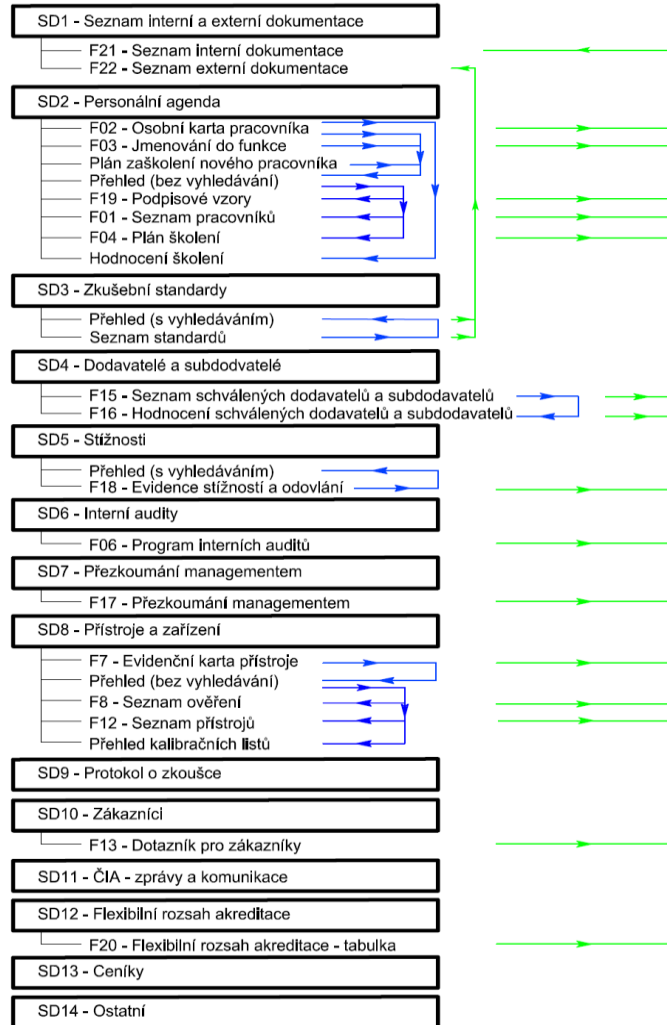 SD1 - Seznam interní a externí dokumentace
F21 - Seznam interní dokumentace
F22 - Seznam externí dokumentace
SD2 - Personální agenda
F02 - Osobní karta pracovníka
F03 - Jmenování do funkce
Plán zaškolení nového pracovníka
Přehled (bez vyhledávání)
F19 - Podpisové vzory
F01 - Seznam pracovníků
F04 - Plán školení
Hodnocení školení
SD3 - Zkušební standardy
Přehled (s vyhledáváním)
Seznam standardů
SD4 - Dodavatelé a subdodvatelé
F15 - Seznam schválených dodavatelů a subdodavatelů
F16 - Hodnocení schválených dodavatelů a subdodavatelů
SD5 - Stížnosti
Přehled (s vyhledáváním)
F18 - Evidence stížností a odovlání
SD6 - Interní audity
F06 - Program interních auditů
SD7 - Přezkoumání managementem
F17 - Přezkoumání managementem
SD8 - Přístroje a zařízení
F7 - Evidenční karta přístroje
Přehled (bez vyhledávání)
F8 - Seznam ověření
F12 - Seznam přístrojů
Přehled kalibračních listů
SD9 - Protokol o zkoušce
SD10 - Zákazníci
F13 - Dotazník pro zákazníky
SD11 - ČIA - zprávy a komunikace
SD12 - Flexibilní rozsah akreditace
F20 - Flexibilní rozsah akreditace - tabulka
SD13 - Ceníky
SD14 - Ostatní